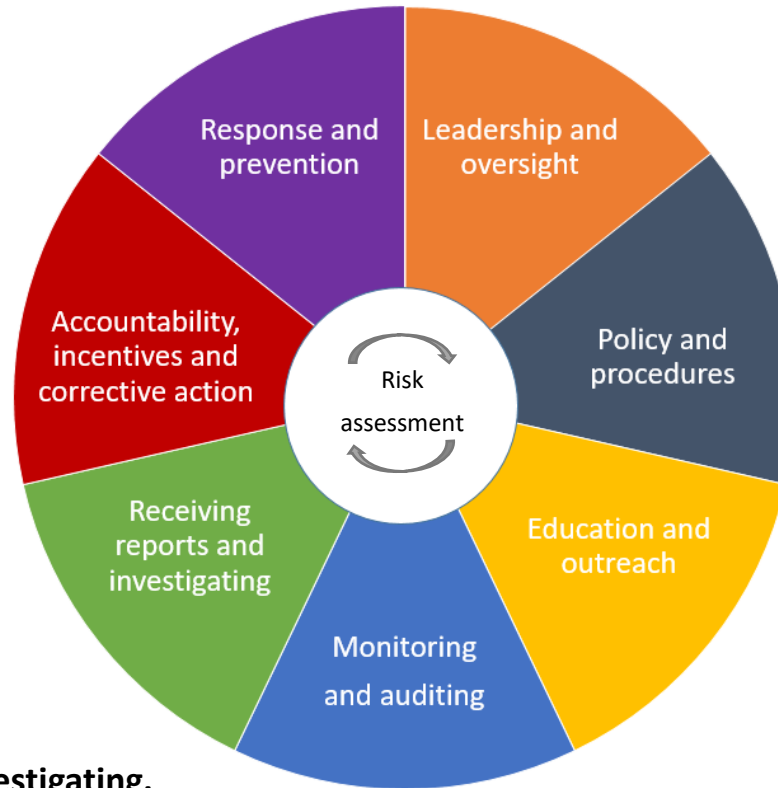 Response and
prevention
Leadership and
oversight
Policy and
procedures
Education and
outreach
Monitoring
and auditing
Receiving
reports and
investigating
Accountability,
incentives and
corrective action
Risk
assessment
estigating.